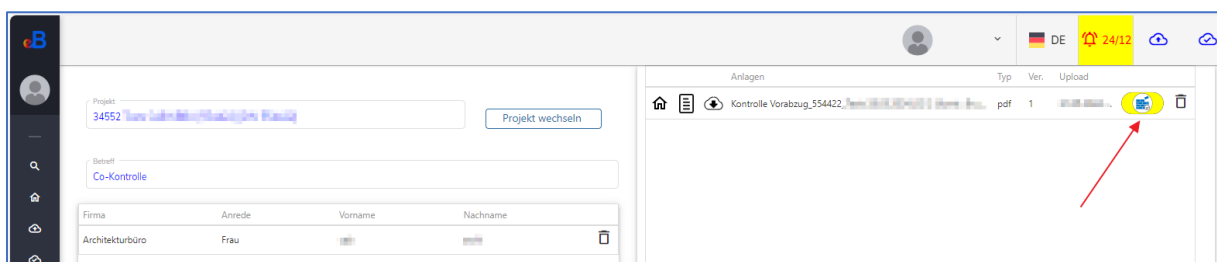 eB
DE 24/12
Projekt
34552
Projekt wechseln
Betreff
Co-Kontrolle
Firma Anrede Vorname Nachname
Architekturbüro Frau
Anlagen Typ Ver. Upload
Kontrolle Vorabzug_554422_ pdf 1